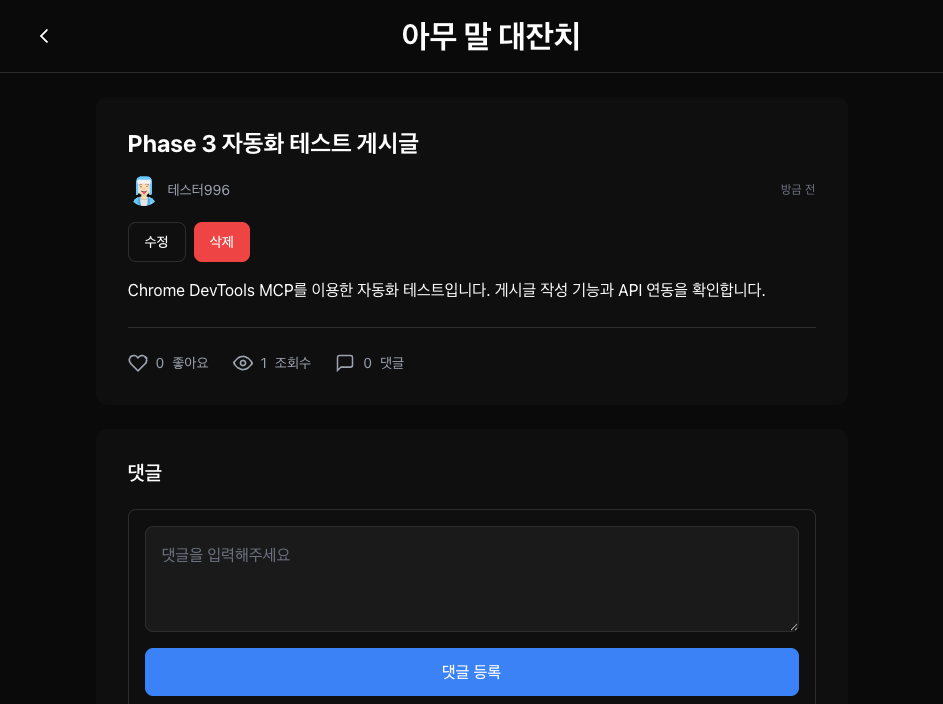 아무 말 대잔치
Phase 3 자동화 테스트 게시글
테스터996
방금 전
수정
삭제
Chrome DevTools MCP를 이용한 자동화 테스트입니다. 게시글 작성 기능과 API 연동을 확인합니다.
0 좋아요 1 조회수 0 댓글
댓글
댓글을 입력해주세요
댓글 등록